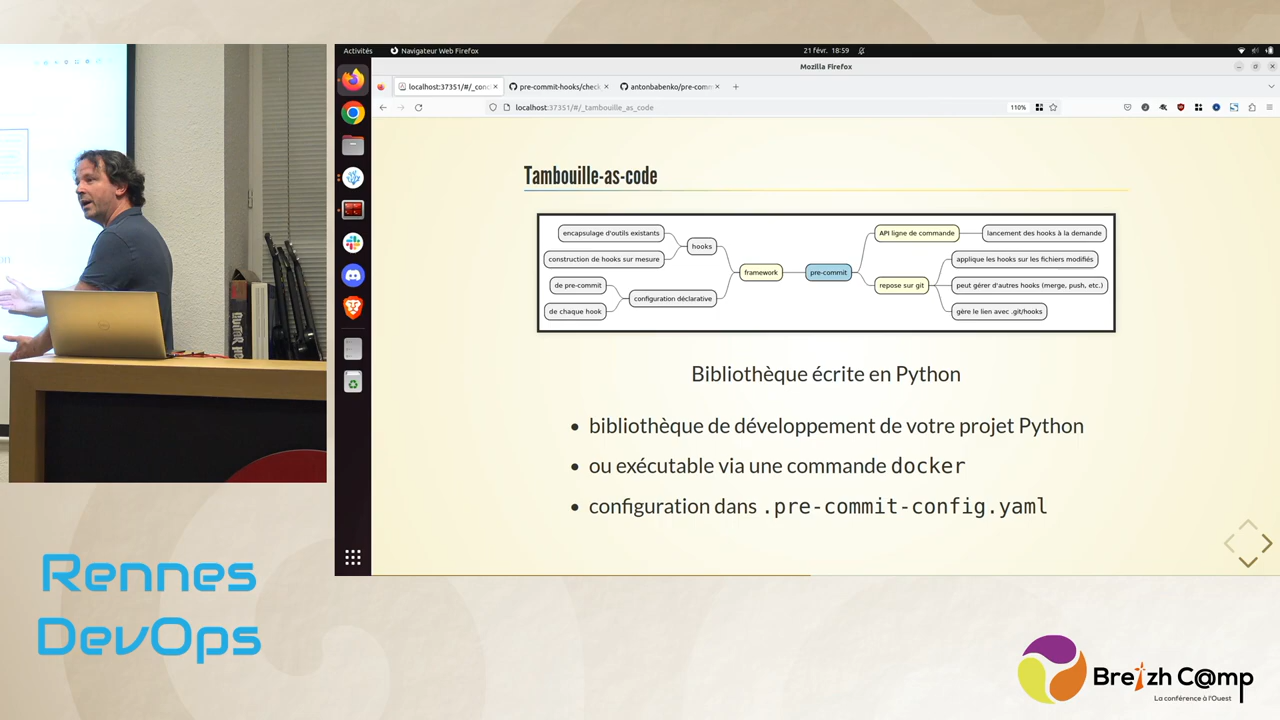 Activités
Navigateur Web Firefox
21 févr. 18:59
Mozilla Firefox
localhost:37351/#/_conc
pre-commit-hooks/check
antonbabenko/pre-comm
localhost:37351/#/_tambouille_as_code
110%
Tambouille-as-code
encapsulage d'outils existants
construction de hooks sur mesure
hooks
de pre-commit
de chaque hook
configuration déclarative
framework
pre-commit
API ligne de commande
lancement des hooks à la demande
repose sur git
applique les hooks sur les fichiers modifiés
peut gérer d'autres hooks (merge, push, etc.)
gère le lien avec .git/hooks
Bibliothèque écrite en Python
bibliothèque de développement de votre projet Python
ou exécutable via une commande docker
configuration dans .pre-commit-config.yaml
Rennes
DevOps
Breizh C@mp
La conférence à l'Ouest